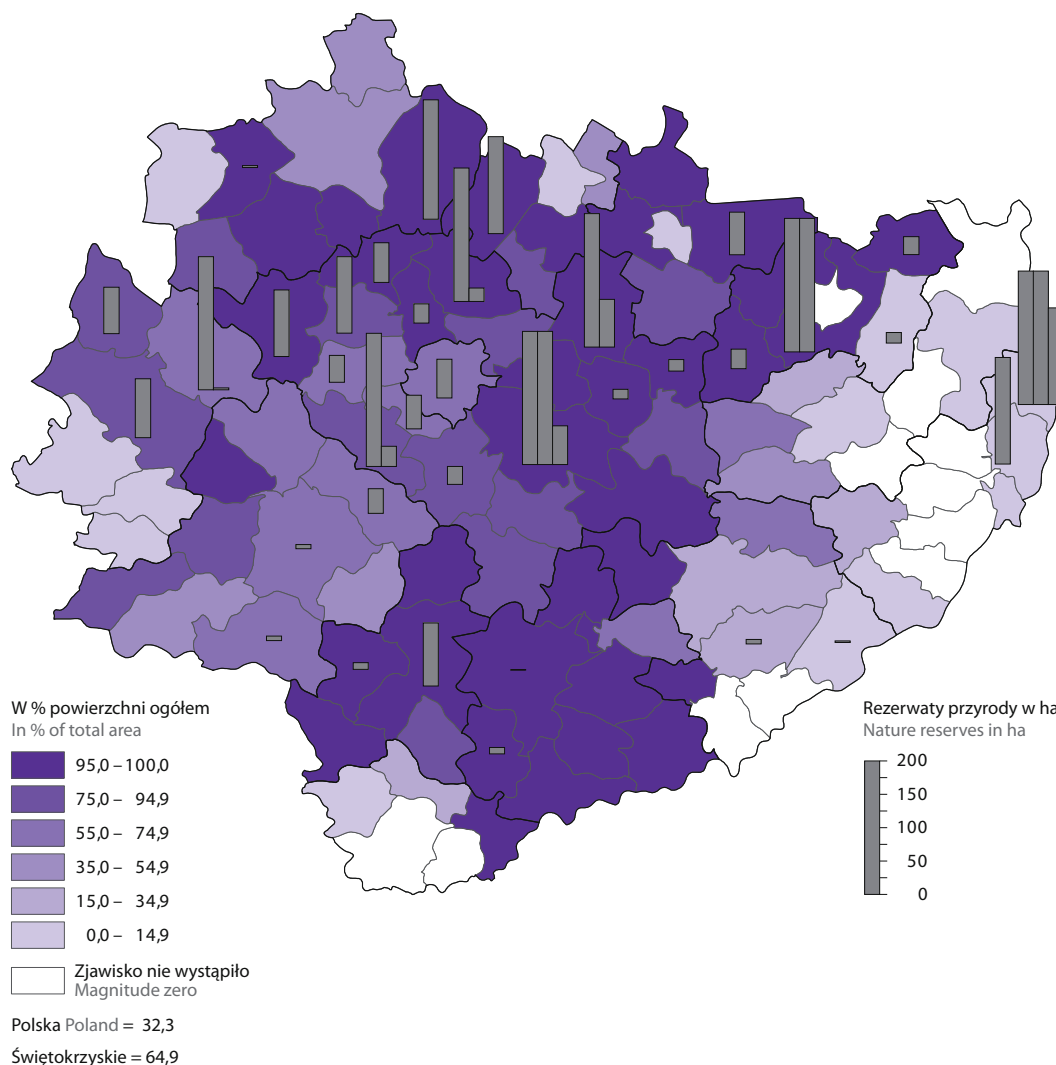 W % powierzchni ogółem
In % of total area
95,0 – 100,0
75,0 – 94,9
55,0 – 74,9
35,0 – 54,9
15,0 – 34,9
0,0 – 14,9
Zjawisko nie wystąpiło
Magnitude zero
Polska Poland = 32,3
Świętokrzyskie = 64,9
Rezerwaty przyrody w ha
Nature reserves in ha
200
150
100
50
0